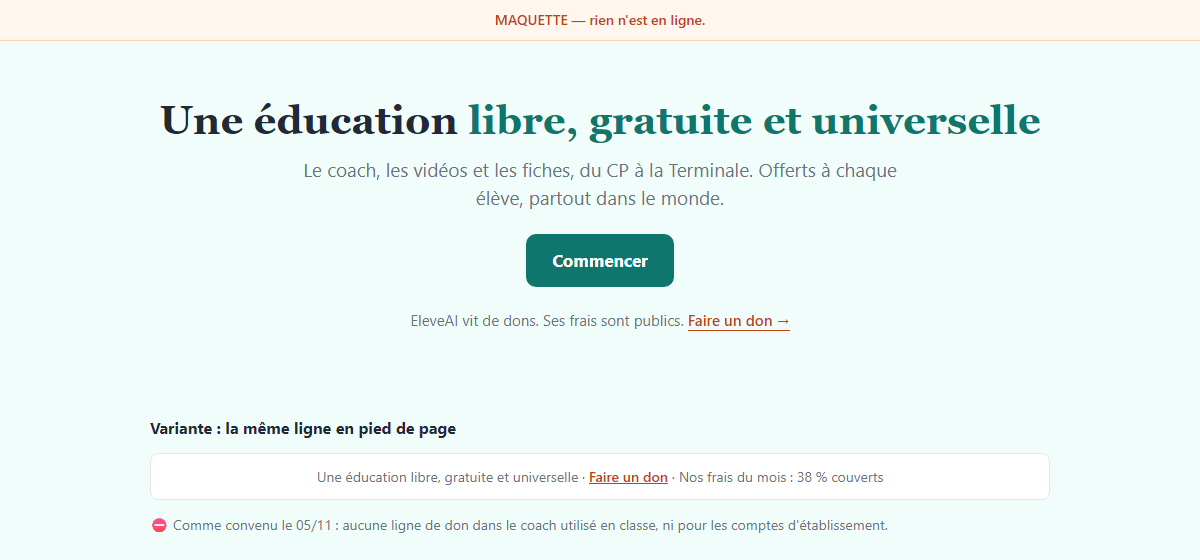 MAQUETTE — rien n'est en ligne.
Une éducation libre, gratuite et universelle
Le coach, les vidéos et les fiches, du CP à la Terminale. Offerts à chaque
élève, partout dans le monde.
Commencer
EleveAI vit de dons. Ses frais sont publics. Faire un don →
Variante : la même ligne en pied de page
Une éducation libre, gratuite et universelle · Faire un don · Nos frais du mois : 38 % couverts
⛔ Comme convenu le 05/11 : aucune ligne de don dans le coach utilisé en classe, ni pour les comptes d'établissement.